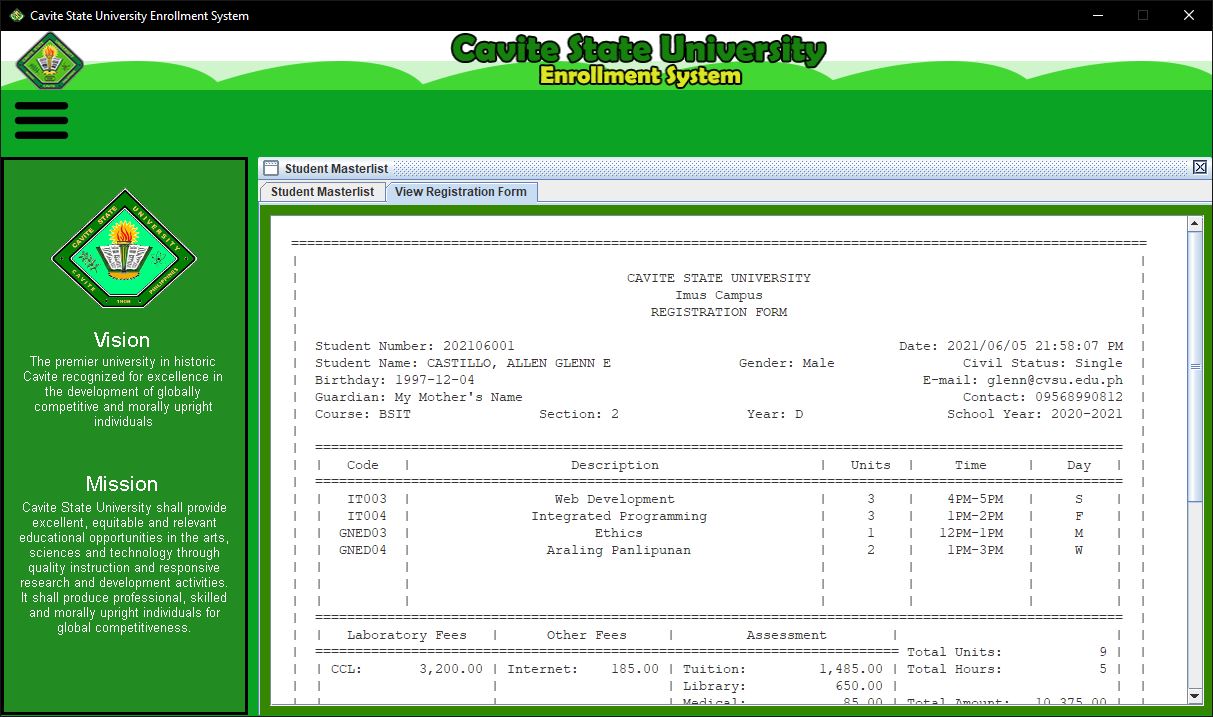 Cavite State University Enrollment System
Cavite State University
Enrollment System
CAVITE STATE UNIVERSITY
CAVITE PHILIPPINES
Vision
The premier university in historic
Cavite recognized for excellence in
the development of globally
competitive and morally upright
individuals
Mission
Cavite State University shall provide
excellent, equitable and relevant
educational opportunities in the arts,
sciences and technology through
quality instruction and responsive
research and development activities.
It shall produce professional, skilled
and morally upright individuals for
global competitiveness.
Student Masterlist
Student Masterlist View Registration Form
CAVITE STATE UNIVERSITY
Imus Campus
REGISTRATION FORM
Student Number: 202106001 Date: 2021/06/05 21:58:07 PM
Student Name: CASTILLO, ALLEN GLENN E Gender: Male Civil Status: Single
Birthday: 1997-12-04 E-mail: glenn@cvsu.edu.ph
Guardian: My Mother's Name Contact: 09568990812
Course: BSIT Section: 2 Year: D School Year: 2020-2021
| Code | Description | Units | Time | Day |
| IT003 | Web Development | 3 | 4PM-5PM | S |
| IT004 | Integrated Programming | 3 | 1PM-2PM | F |
| GNED03 | Ethics | 1 | 12PM-1PM | M |
| GNED04 | Araling Panlipunan | 2 | 1PM-3PM | W |
| Laboratory Fees | Other Fees | Assessment |
Total Units: 9 |
| CCL: 3,200.00 | Internet: 185.00 | Tuition: 1,485.00 | Total Hours: 5 |
| Library: 650.00 |
| Medical: 85.00 | Total Amount: 10,375.00 |